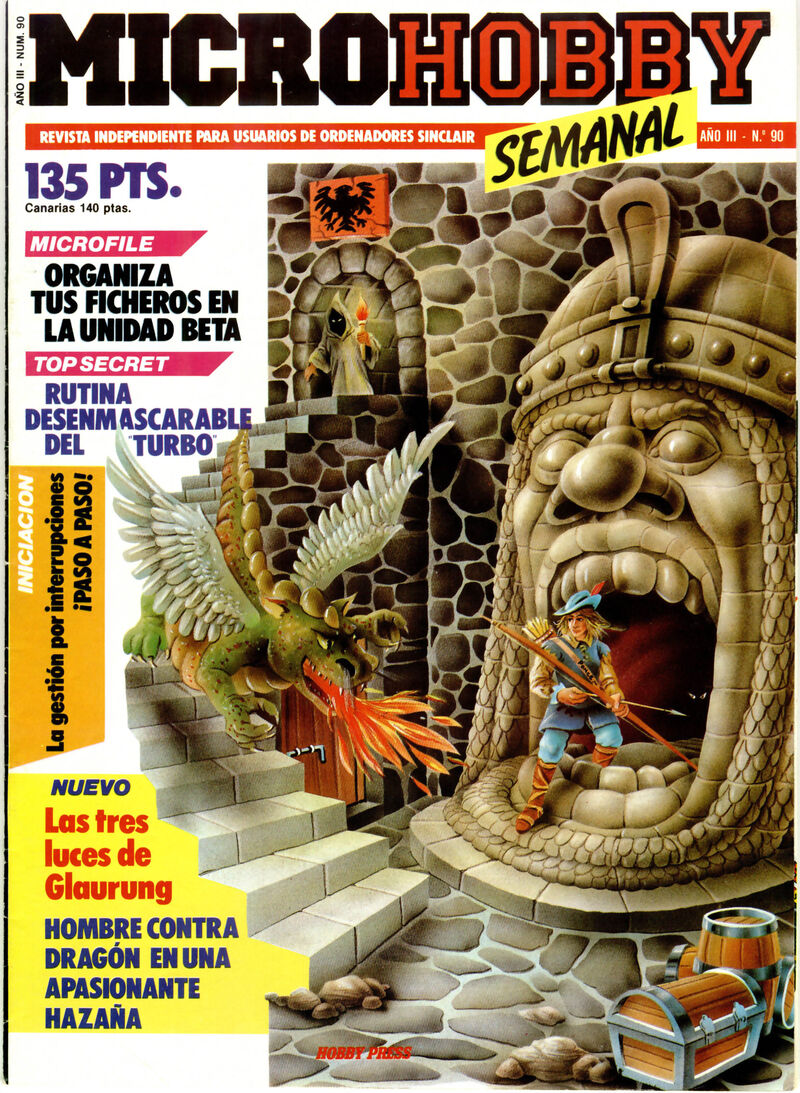 AÑO III - NUM. 90
MICROHOBBY
REVISTA INDEPENDIENTE PARA USUARIOS DE ORDENADORES SINCLAIR
SEMANAL
AÑO III - N.º 90
135 PTS.
Canarias 140 ptas.
MICROFILE
ORGANIZA
TUS FICHEROS EN
LA UNIDAD BETA
TOP SECRET
RUTINA
DESENMASCARABLE
DEL "TURBO"
INICIACION
La gestión por interrupciones
¡PASO A PASO!
NUEVO
Las tres
luces de
Glaurung
HOMBRE CONTRA
DRAGÓN EN UNA
APASIONANTE
HAZAÑA
HOBBY PRESS